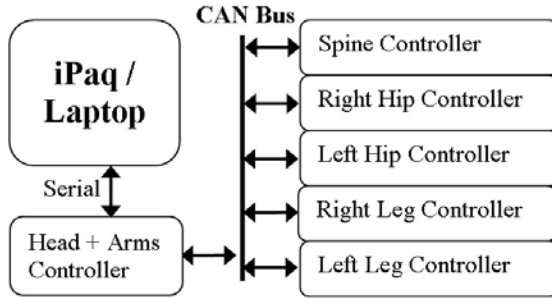 CAN Bus
iPaq /
Laptop
Serial
Head + Arms
Controller
Spine Controller
Right Hip Controller
Left Hip Controller
Right Leg Controller
Left Leg Controller